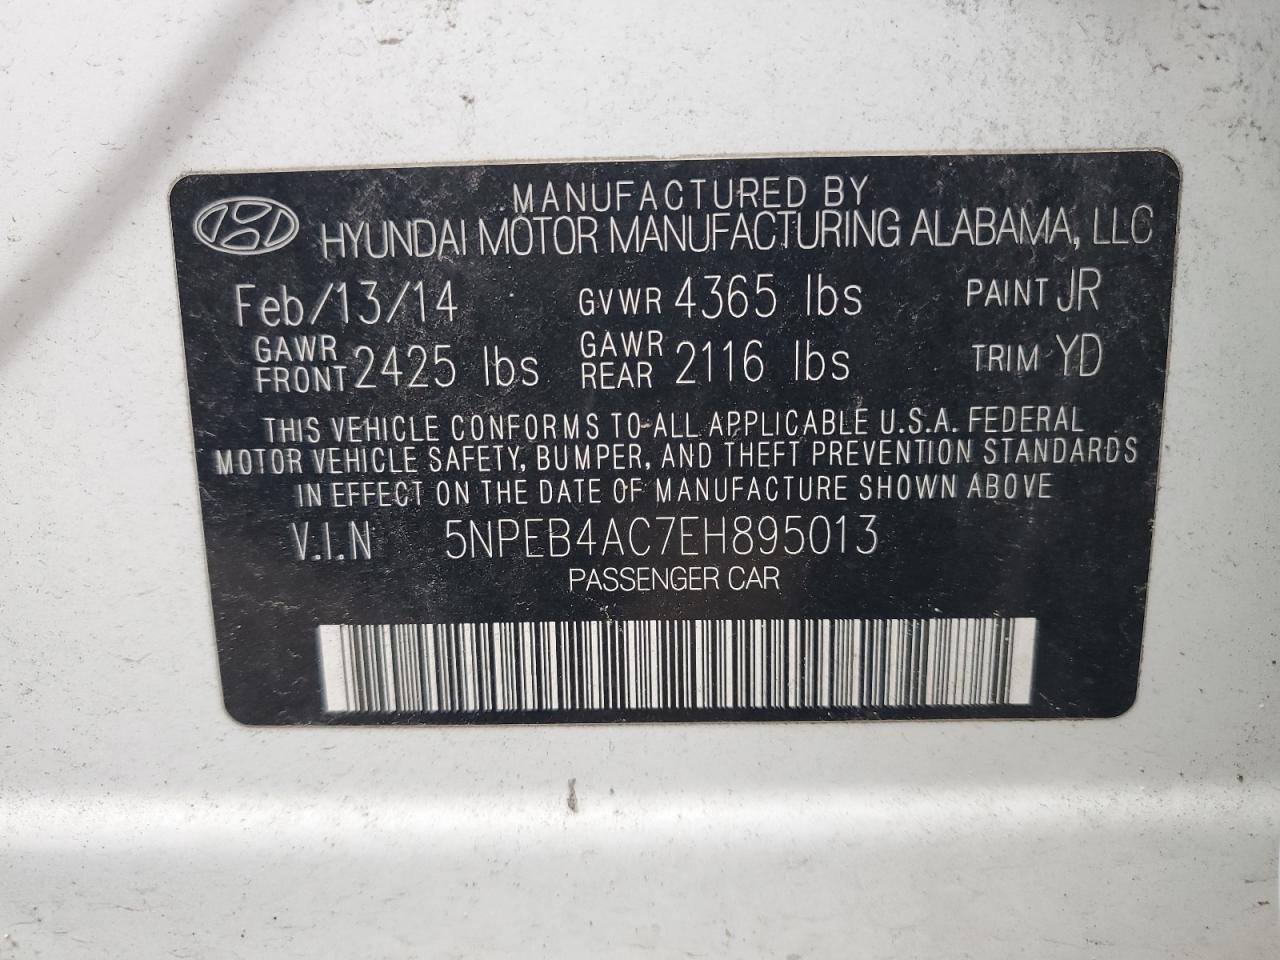 MANUFACTURED BY
HYUNDAI MOTOR MANUFACTURING ALABAMA, LLC
Feb/13/14 GVWR 4365 lbs PAINT JR
GAWR FRONT 2425 lbs GAWR REAR 2116 lbs TRIM YD
THIS VEHICLE CONFORMS TO ALL APPLICABLE U.S.A. FEDERAL
MOTOR VEHICLE SAFETY, BUMPER, AND THEFT PREVENTION STANDARDS
IN EFFECT ON THE DATE OF MANUFACTURE SHOWN ABOVE
V.I.N 5NPEB4AC7EH895013
PASSENGER CAR